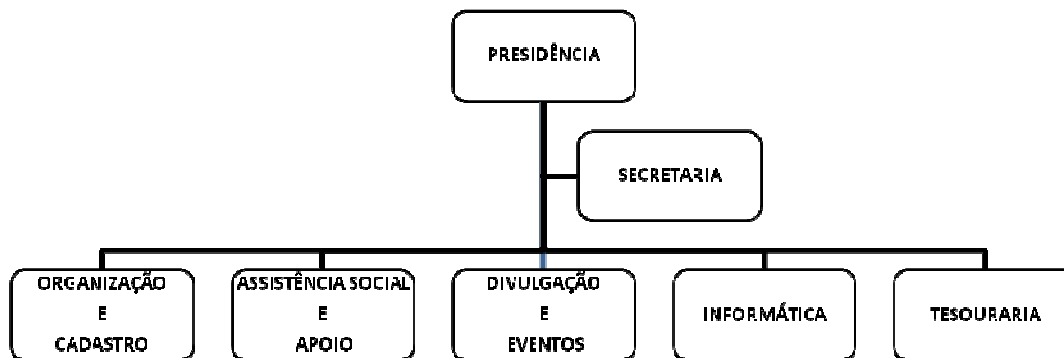 PRESIDÊNCIA
SECRETARIA
ORGANIZAÇÃO
E
CADASTRO
ASSISTÊNCIA SOCIAL
E
APOIO
DIVULGAÇÃO
E
EVENTOS
INFORMÁTICA
TESOURARIA